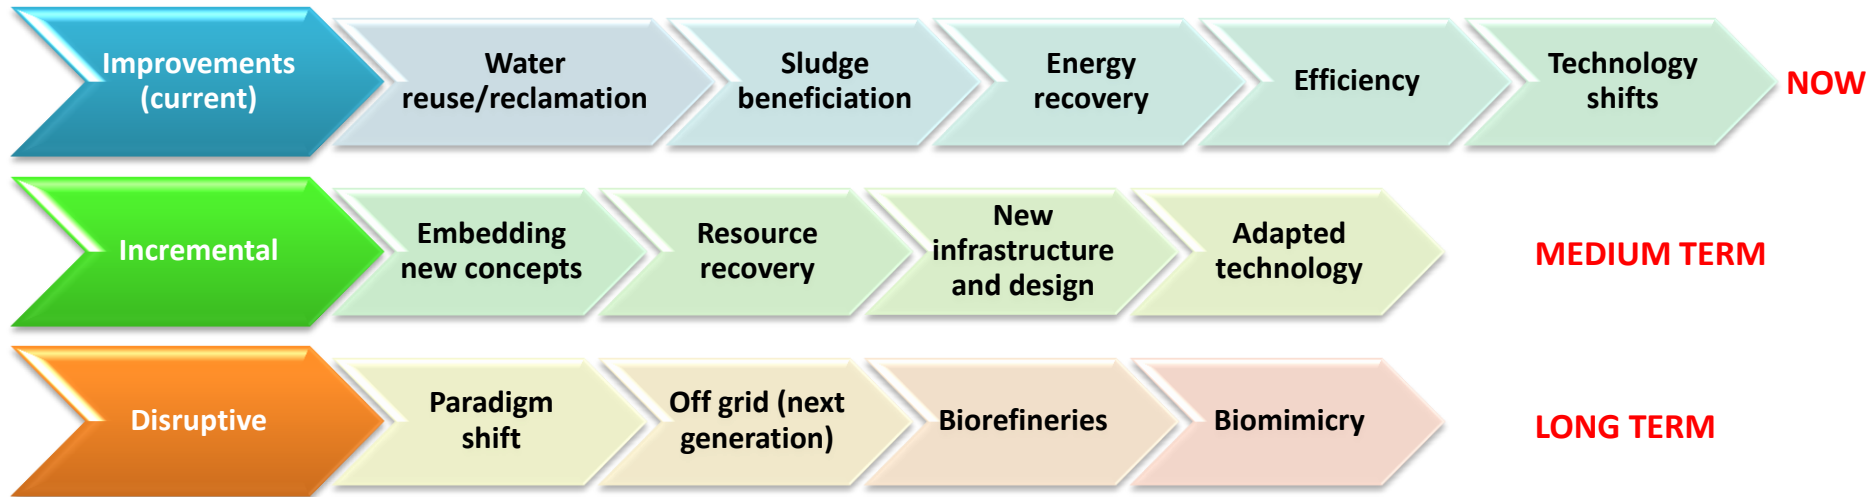 Improvements
(current)
Water
reuse/reclamation
Sludge
beneficiation
Energy
recovery
Efficiency
Technology
shifts
NOW
Incremental
Embedding
new concepts
Resource
recovery
New
infrastructure
and design
Adapted
technology
MEDIUM TERM
Disruptive
Paradigm
shift
Off grid (next
generation)
Biorefineries
Biomimicry
LONG TERM